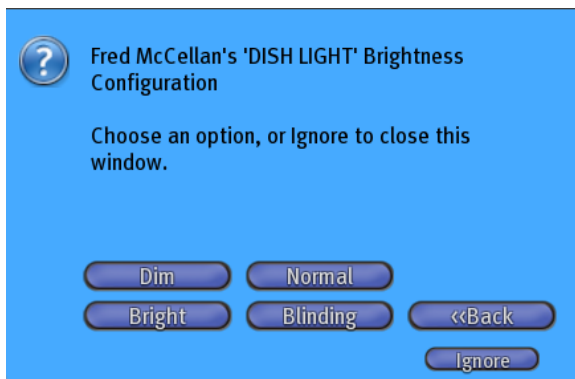 Fred McCellan's 'DISH LIGHT' Brightness
Configuration
Choose an option, or Ignore to close this
window.
Dim Normal
Bright Blinding <<Back
Ignore